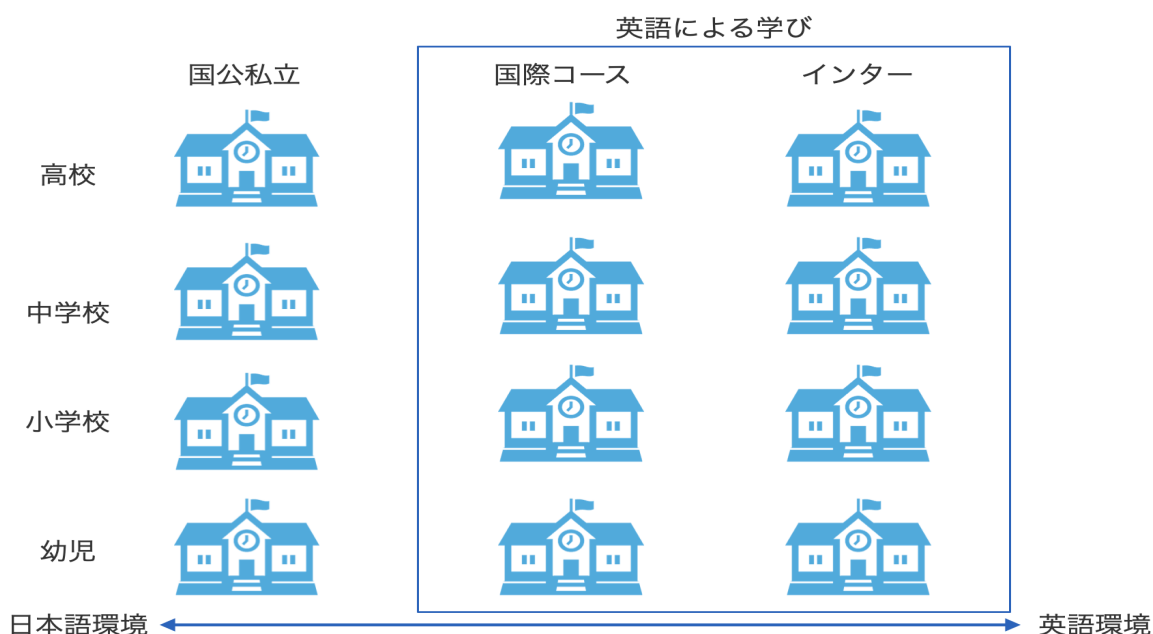 英語による学び
国公私立
国際コース
インター
高校
中学校
小学校
幼児
日本語環境
英語環境